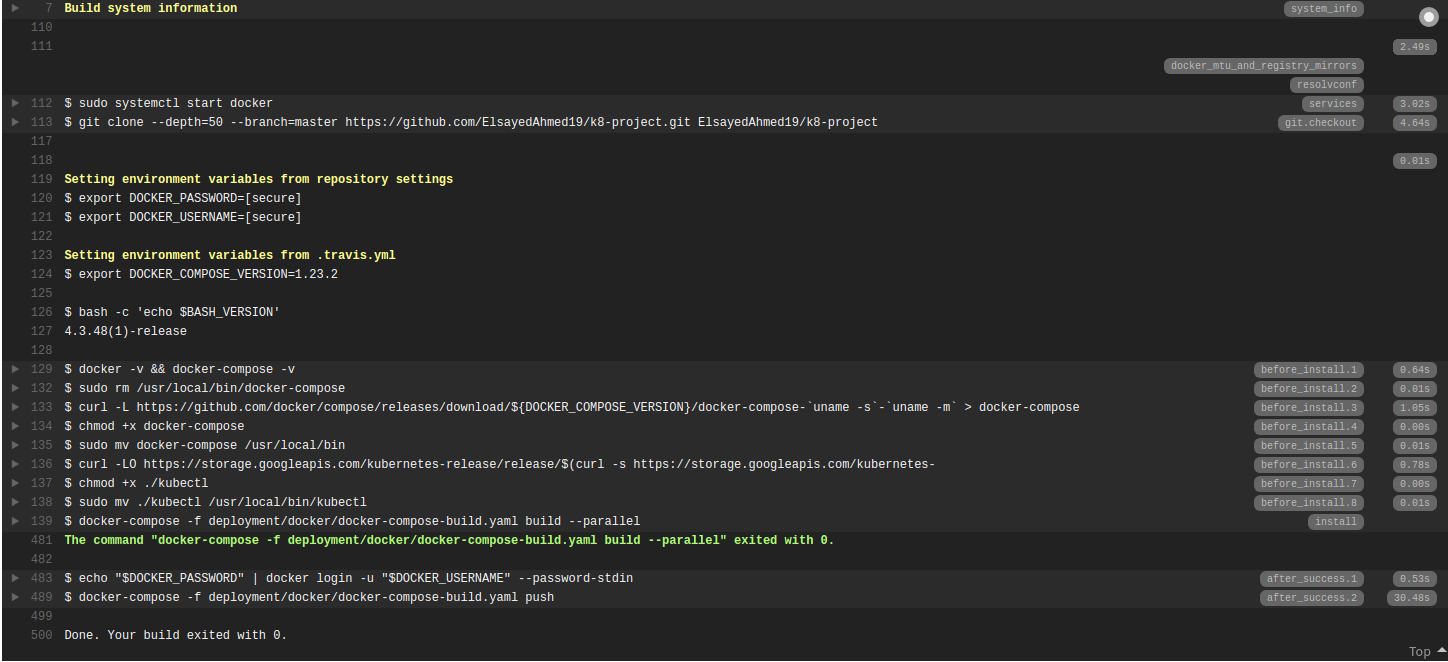 7 Build system information system_info
110
111 2.49s
docker_mtu_and_registry_mirrors
resolvconf
112 $ sudo systemctl start docker services 3.02s
113 $ git clone --depth=50 --branch=master https://github.com/ElsayedAhmed19/k8-project.git ElsayedAhmed19/k8-project git.checkout 4.64s
117
118 0.01s
119 Setting environment variables from repository settings
120 $ export DOCKER_PASSWORD=[secure]
121 $ export DOCKER_USERNAME=[secure]
122
123 Setting environment variables from .travis.yml
124 $ export DOCKER_COMPOSE_VERSION=1.23.2
125
126 $ bash -c 'echo $BASH_VERSION'
127 4.3.48(1)-release
128
129 $ docker -v && docker-compose -v before_install.1 0.64s
132 $ sudo rm /usr/local/bin/docker-compose before_install.2 0.01s
133 $ curl -L https://github.com/docker/compose/releases/download/${DOCKER_COMPOSE_VERSION}/docker-compose-`uname -s`-`uname -m` > docker-compose before_install.3 1.05s
134 $ chmod +x docker-compose before_install.4 0.00s
135 $ sudo mv docker-compose /usr/local/bin before_install.5 0.01s
136 $ curl -LO https://storage.googleapis.com/kubernetes-release/release/$(curl -s https://storage.googleapis.com/kubernetes- before_install.6 0.78s
137 $ chmod +x ./kubectl before_install.7 0.00s
138 $ sudo mv ./kubectl /usr/local/bin/kubectl before_install.8 0.01s
139 $ docker-compose -f deployment/docker/docker-compose-build.yaml build --parallel install
481 The command "docker-compose -f deployment/docker/docker-compose-build.yaml build --parallel" exited with 0.
482
483 $ echo "$DOCKER_PASSWORD" | docker login -u "$DOCKER_USERNAME" --password-stdin after_success.1 0.53s
489 $ docker-compose -f deployment/docker/docker-compose-build.yaml push after_success.2 30.48s
499
500 Done. Your build exited with 0.
Top